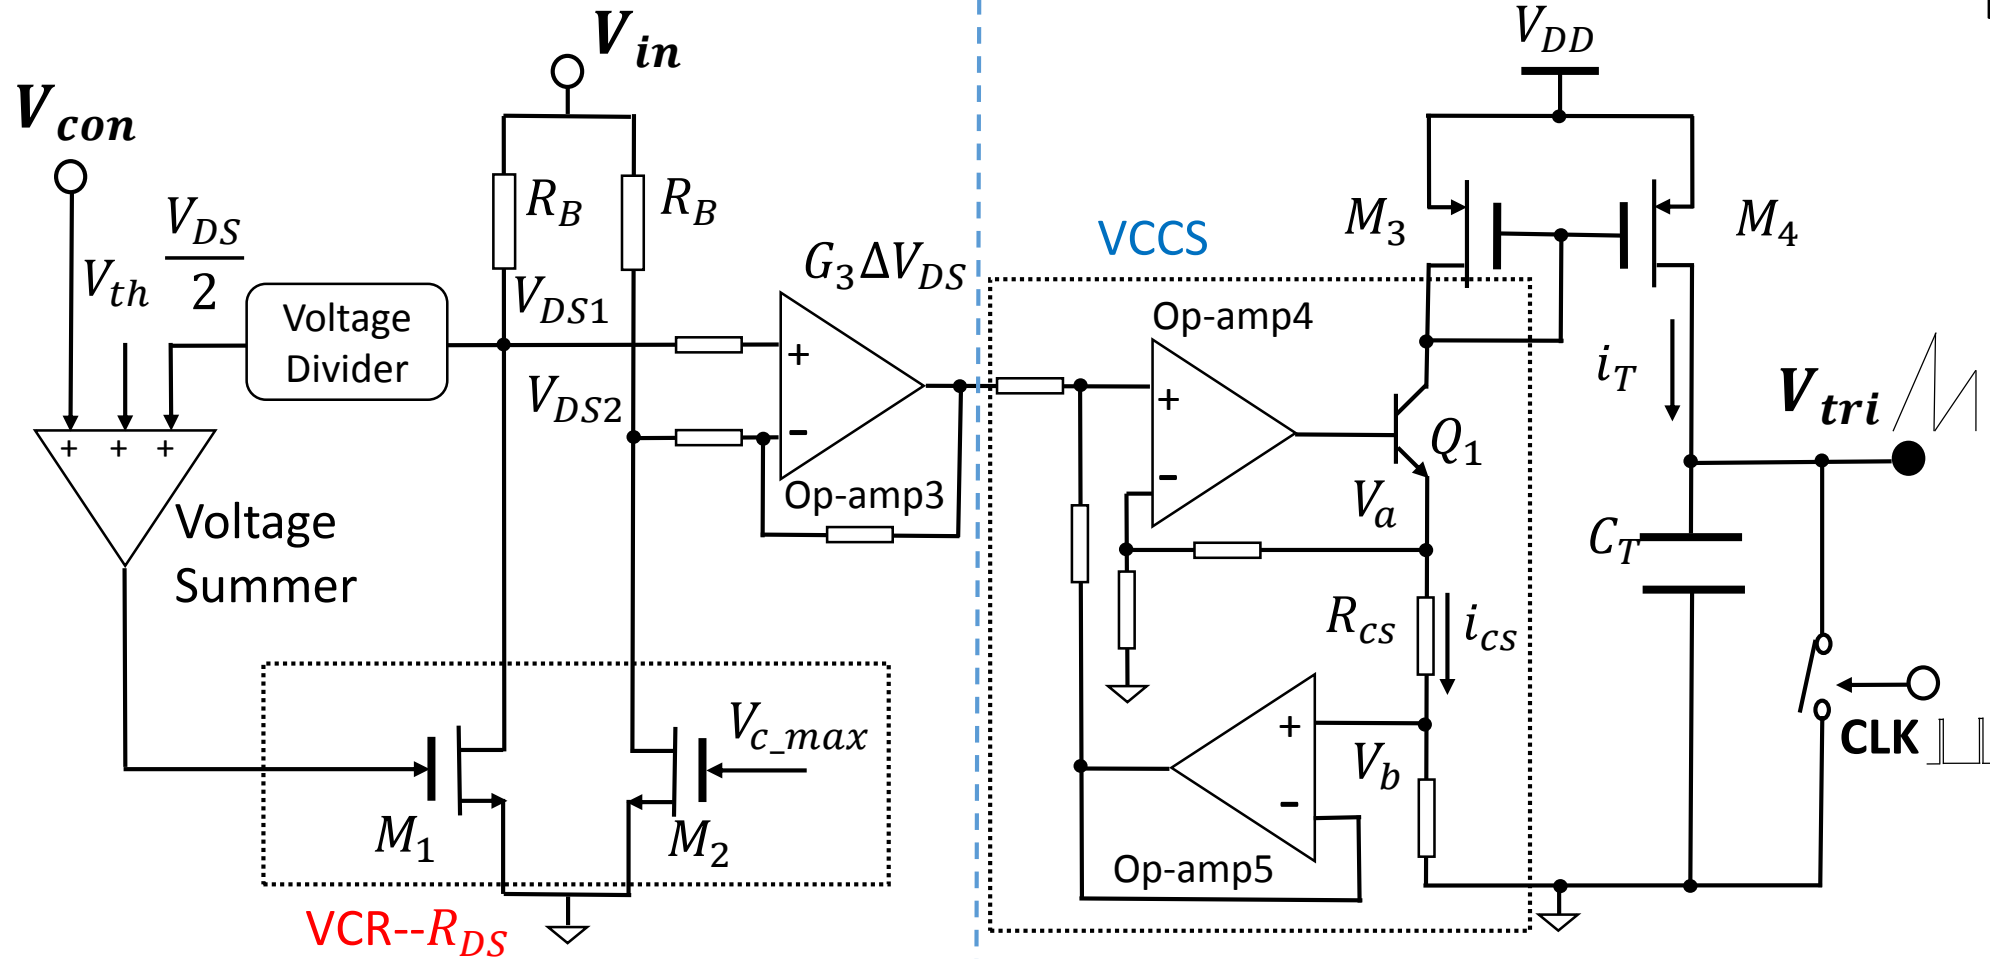 V_in
V_DD
V_con
V_DS
2
V_th
R_B
R_B
VCCS
M_3
M_4
G_3ΔV_DS
Voltage
Divider
V_DS1
Op-amp4
+
i_T
V_tri
V_DS2
+
-
+ + +
-
Q_1
Op-amp3
V_a
Voltage
Summer
C_T
R_cs
i_cs
V_c_max
+
V_b
CLK
-
M_1
M_2
Op-amp5
VCR--R_DS